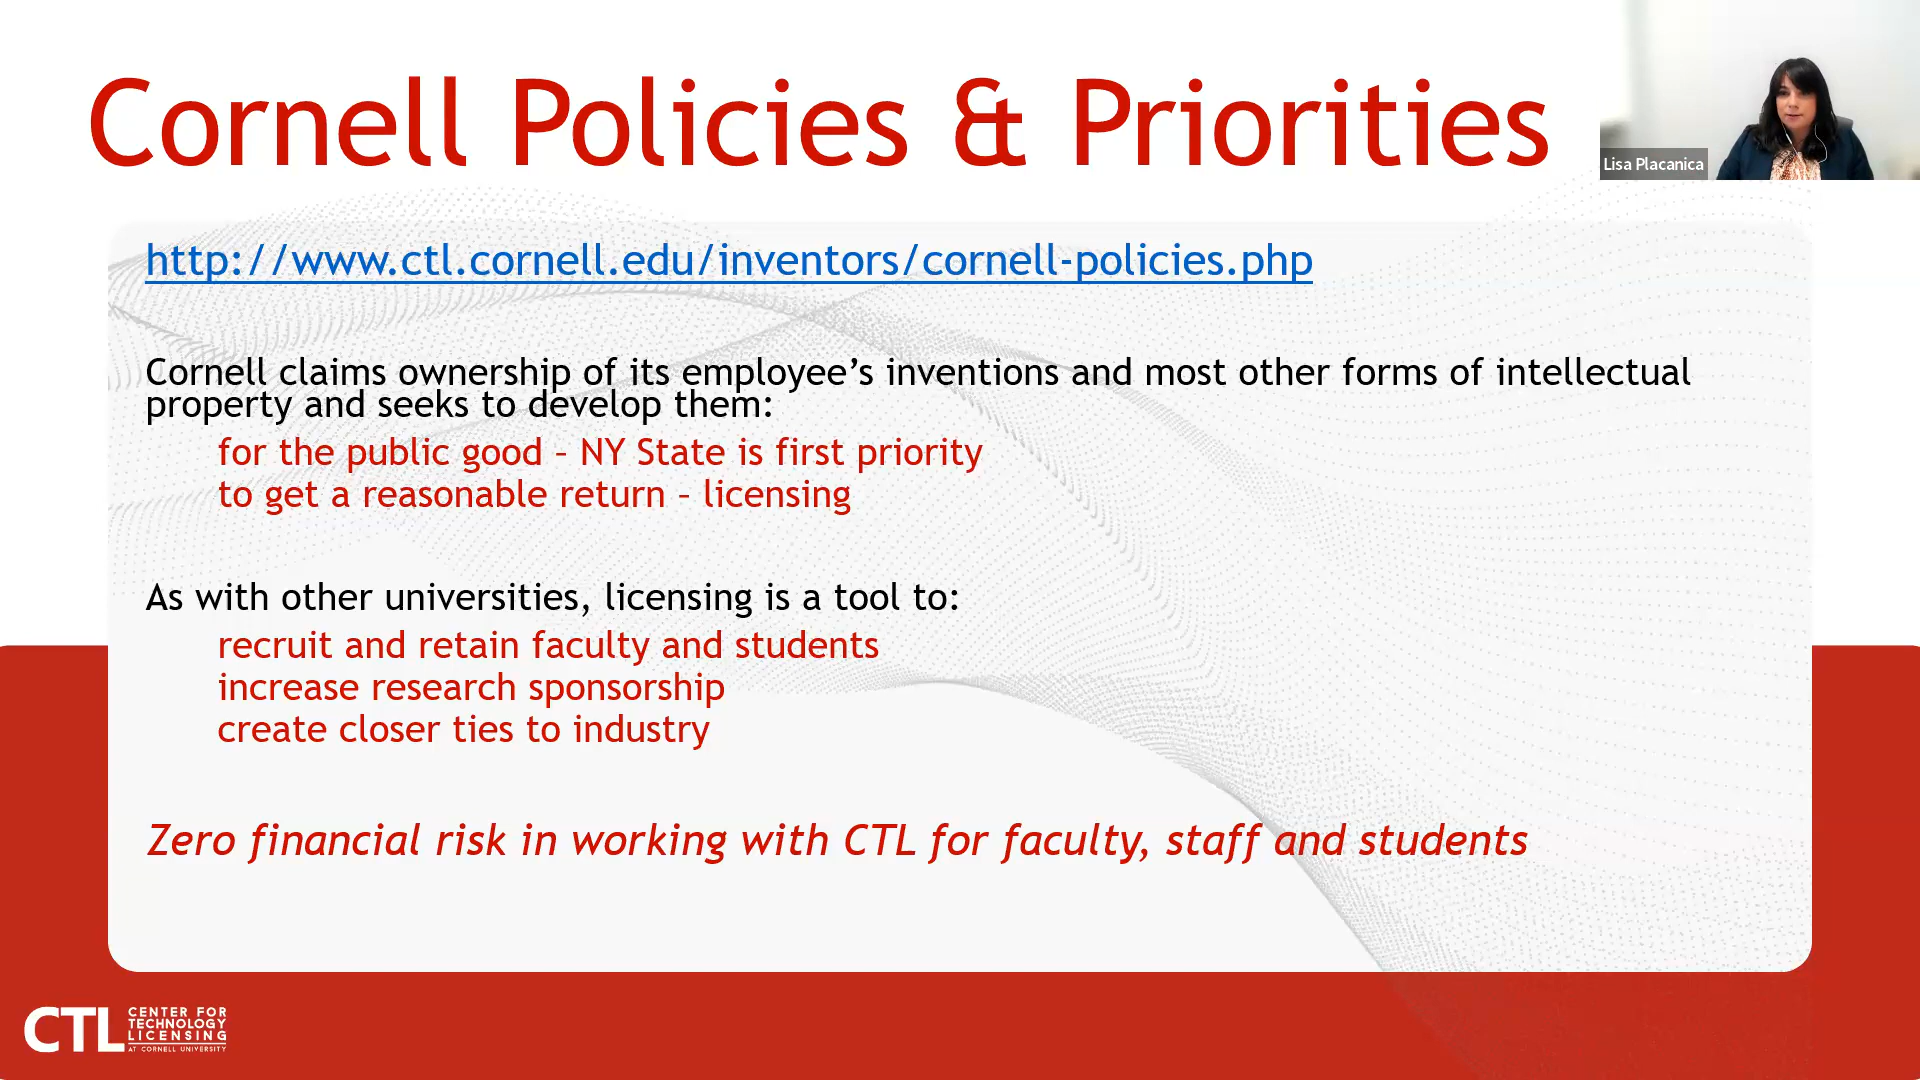 Cornell Policies & Priorities
Lisa Placanica
http://www.ctl.cornell.edu/inventors/cornell-policies.php
Cornell claims ownership of its employee’s inventions and most other forms of intellectual
property and seeks to develop them:
for the public good – NY State is first priority
to get a reasonable return – licensing
As with other universities, licensing is a tool to:
recruit and retain faculty and students
increase research sponsorship
create closer ties to industry
Zero financial risk in working with CTL for faculty, staff and students
CTL
CENTER FOR
TECHNOLOGY
LICENSING
AT CORNELL UNIVERSITY